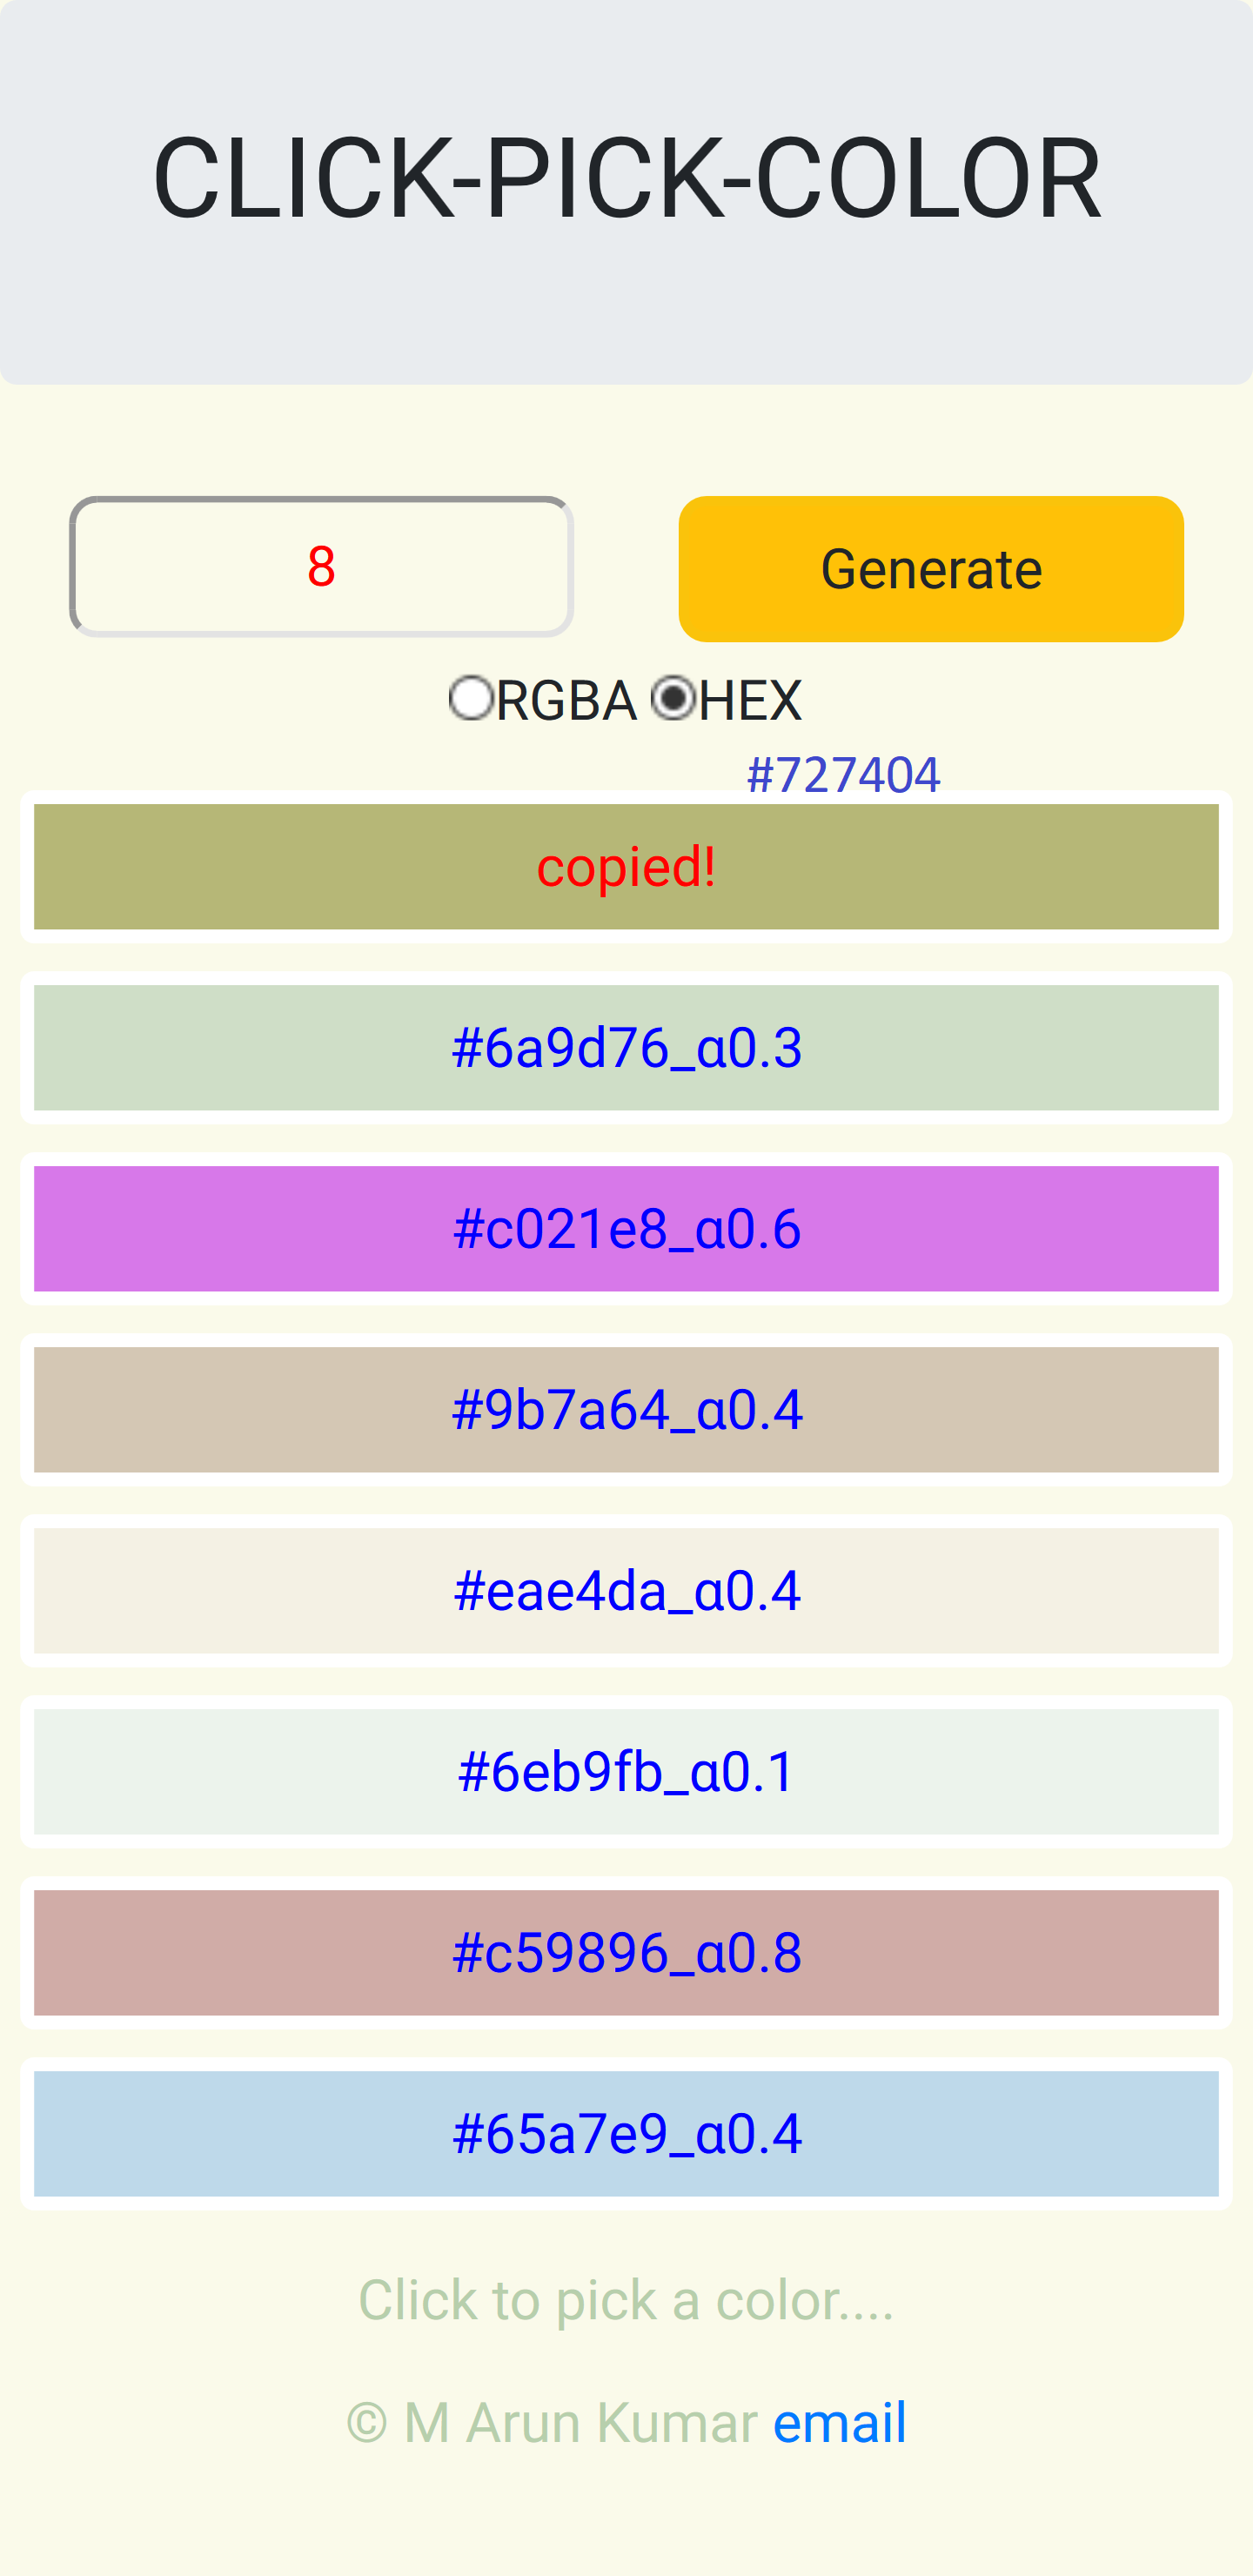 CLICK-PICK-COLOR
8
Generate
RGBA HEX
#727404
copied!
#6a9d76_α0.3
#c021e8_α0.6
#9b7a64_α0.4
#eae4da_α0.4
#6eb9fb_α0.1
#c59896_α0.8
#65a7e9_α0.4
Click to pick a color....
© M Arun Kumar email